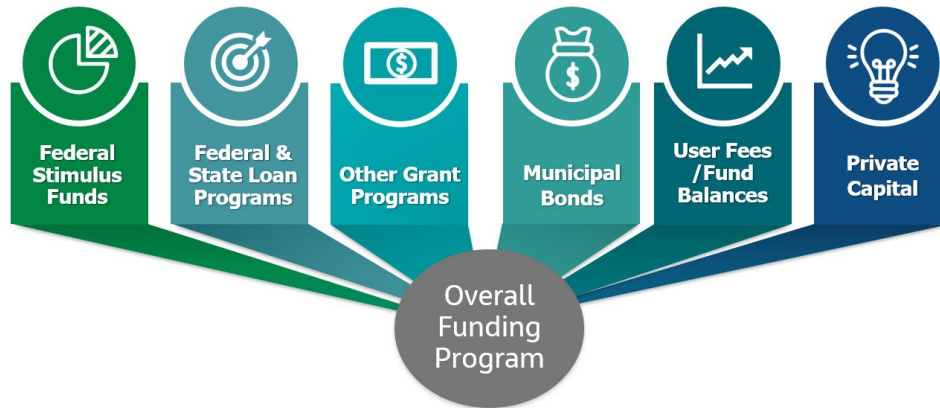 Federal
Stimulus
Funds
Federal &
State Loan
Programs
Other Grant
Programs
Municipal
Bonds
User Fees
/Fund
Balances
Private
Capital
$
$
Overall
Funding
Program